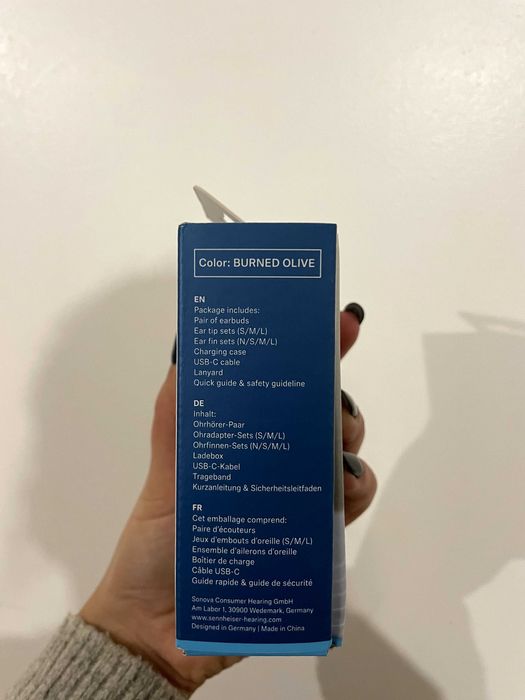 Color: BURNED OLIVE
EN
Package includes:
Pair of earbuds
Ear tip sets (S/M/L)
Ear fin sets (N/S/M/L)
Charging case
USB-C cable
Lanyard
Quick guide & safety guideline
DE
Inhalt:
Ohrhörer-Paar
Ohradapter-Sets (S/M/L)
Ohrfinnen-Sets (N/S/M/L)
Ladebox
USB-C-Kabel
Trageband
Kurzanleitung & Sicherheitsleitfaden
FR
Cet emballage comprend:
Paire d'écouteurs
Jeux d'embouts d'oreille (S/M/L)
Ensemble d'ailerons d'oreille
Boîtier de charge
Câble USB-C
Guide rapide & guide de sécurité
Sonova Consumer Hearing GmbH
Am Labor 1, 30900 Wedemark, Germany
www.sennheiser-hearing.com
Designed in Germany | Made in China